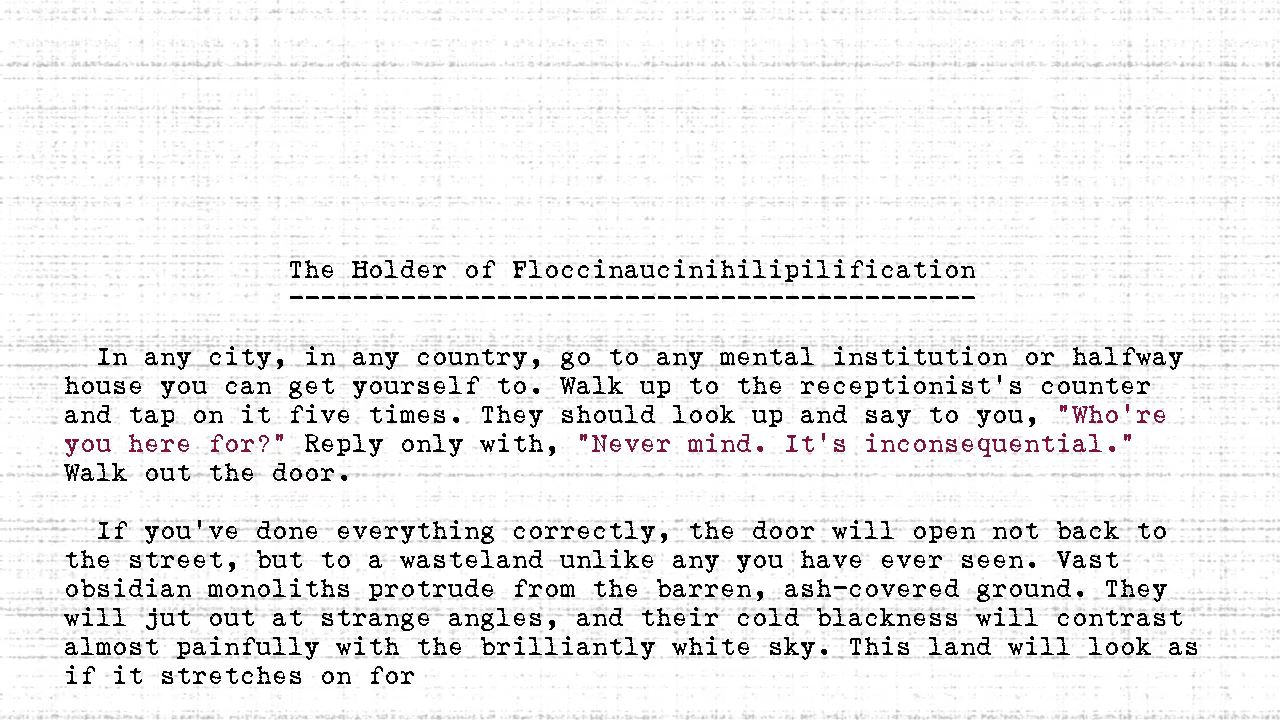 The Holder of Floccinaucinihilipilification
-------------------------------------------
In any city, in any country, go to any mental institution or halfway
house you can get yourself to. Walk up to the receptionist's counter
and tap on it five times. They should look up and say to you, "Who're
you here for?" Reply only with, "Never mind. It's inconsequential."
Walk out the door.
If you've done everything correctly, the door will open not back to
the street, but to a wasteland unlike any you have ever seen. Vast
obsidian monoliths protrude from the barren, ash-covered ground. They
will jut out at strange angles, and their cold blackness will contrast
almost painfully with the brilliantly white sky. This land will look as
if it stretches on for